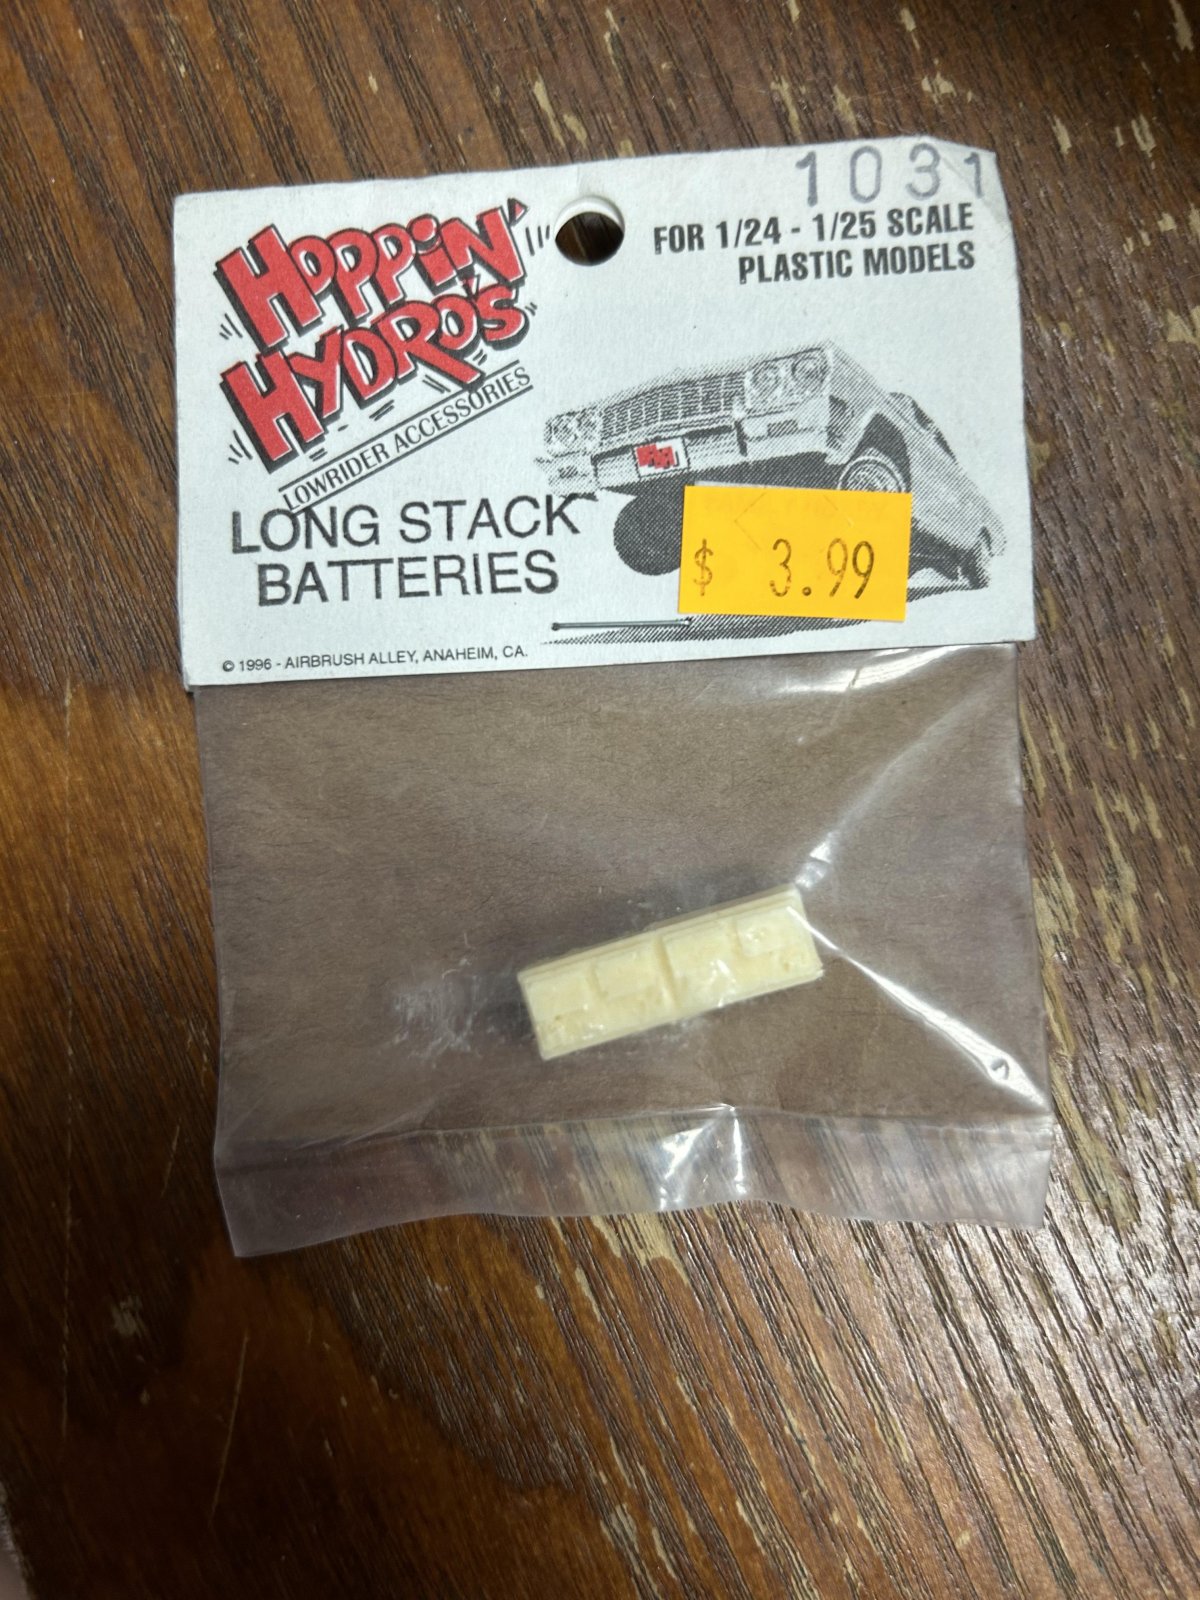 1031
FOR 1/24 - 1/25 SCALE
PLASTIC MODELS
HOPPIN'
HYDRO'S
LOWRIDER ACCESSORIES
LONG STACK
BATTERIES
$ 3.99
© 1996 - AIRBRUSH ALLEY, ANAHEIM, CA.